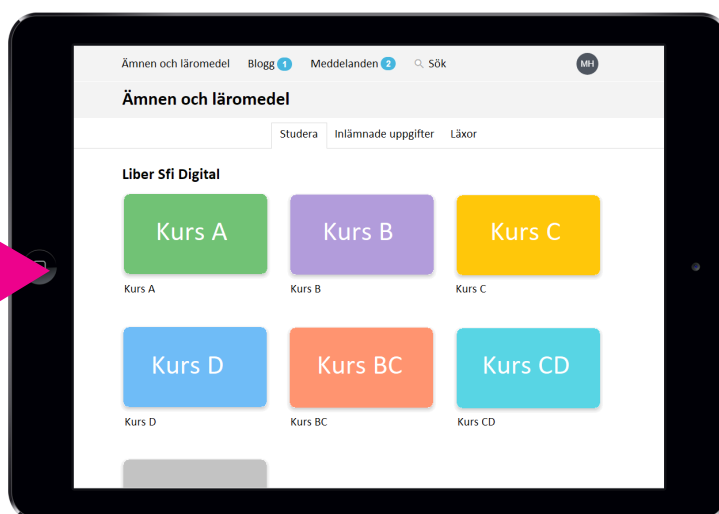 Ämnen och läromedel Blogg 1 Meddelanden 2 Sök MH
Ämnen och läromedel
Studera Inlämnade uppgifter Läxor
Liber Sfi Digital
Kurs A Kurs B Kurs C
Kurs A Kurs B Kurs C
Kurs D Kurs BC Kurs CD
Kurs D Kurs BC Kurs CD